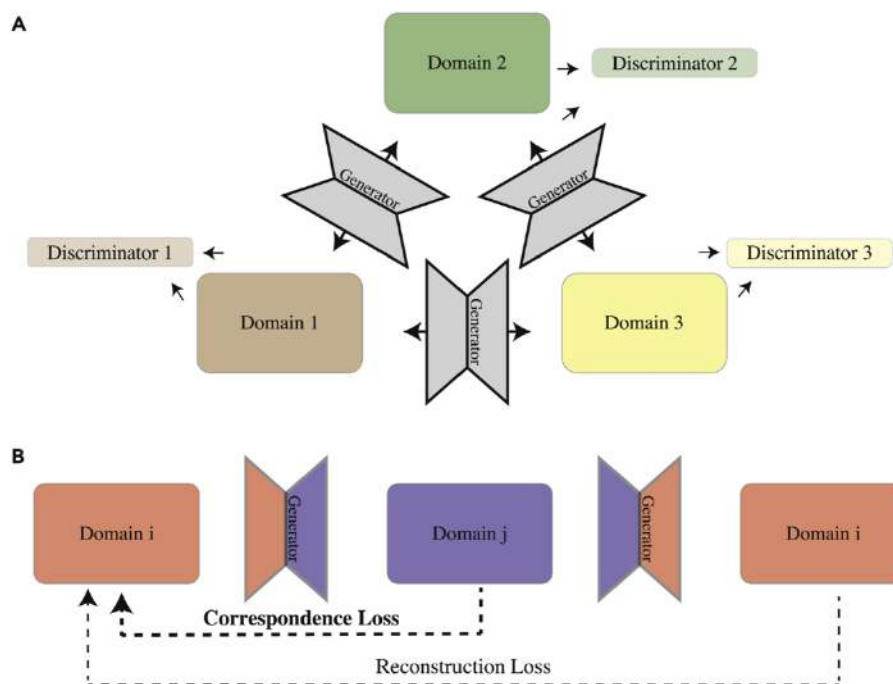 A
Domain 2
Discriminator 2
Generator
Generator
Discriminator 1
Discriminator 3
Domain 1
Generator
Domain 3
B
Domain i
Generator
Domain j
Generator
Domain i
Correspondence Loss
Reconstruction Loss